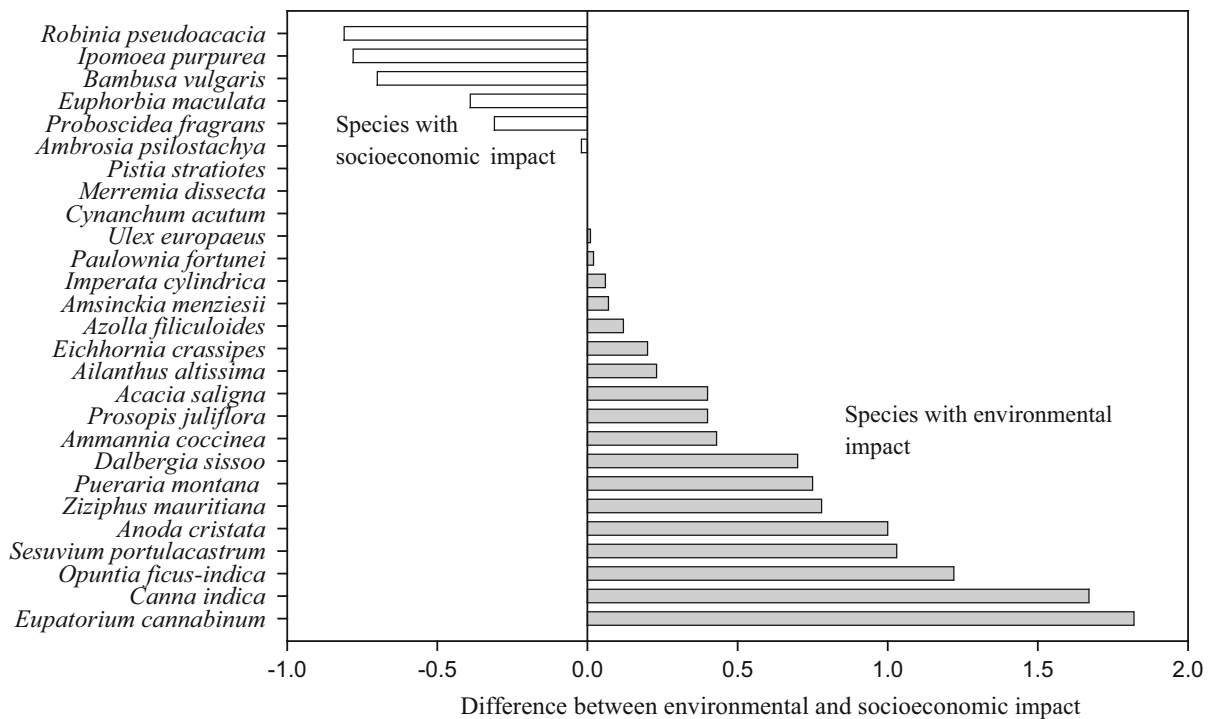 Robinia pseudoacacia
Ipomoea purpurea
Bambusa vulgaris
Euphorbia maculata
Proboscidea fragrans
Ambrosia psilostachya
Pistia stratiotes
Merremia dissecta
Cynanchum acutum
Ulex europaeus
Paulownia fortunei
Imperata cylindrica
Amsinckia menziesii
Azolla filiculoides
Eichhornia crassipes
Ailanthus altissima
Acacia saligna
Prosopis juliflora
Ammannia coccinea
Dalbergia sissoo
Pueraria montana
Ziziphus mauritiana
Anoda cristata
Sesuvium portulacastrum
Opuntia ficus-indica
Canna indica
Eupatorium cannabinum
Species with
socioeconomic impact
Species with environmental
impact
-1.0 -0.5 0.0 0.5 1.0 1.5 2.0
Difference between environmental and socioeconomic impact